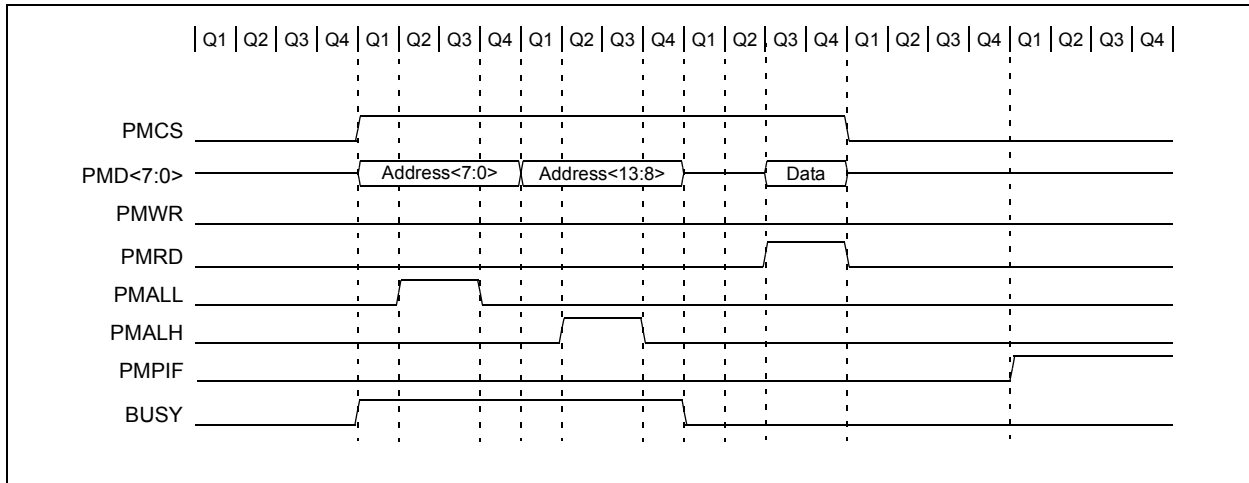 Q1 Q2 Q3 Q4 Q1 Q2 Q3 Q4 Q1 Q2 Q3 Q4 Q1 Q2 Q3 Q4 Q1 Q2 Q3 Q4 Q1 Q2 Q3 Q4
PMCS
PMD<7:0> Address<7:0> Address<13:8> Data
PMWR
PMRD
PMALL
PMALH
PMPIF
BUSY